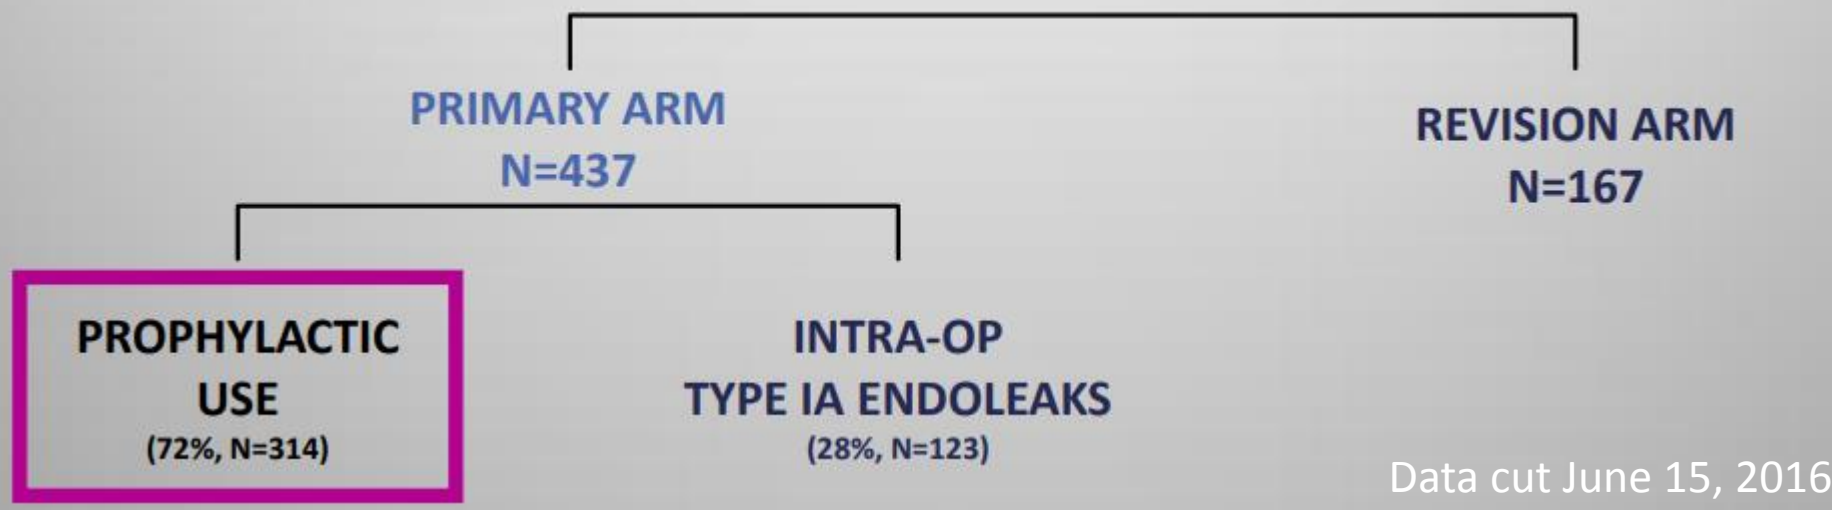 PRIMARY ARM
N=437
REVISION ARM
N=167
PROPHYLACTIC
USE
(72%, N=314)
INTRA-OP
TYPE IA ENDOLEAKS
(28%, N=123)
Data cut June 15, 2016